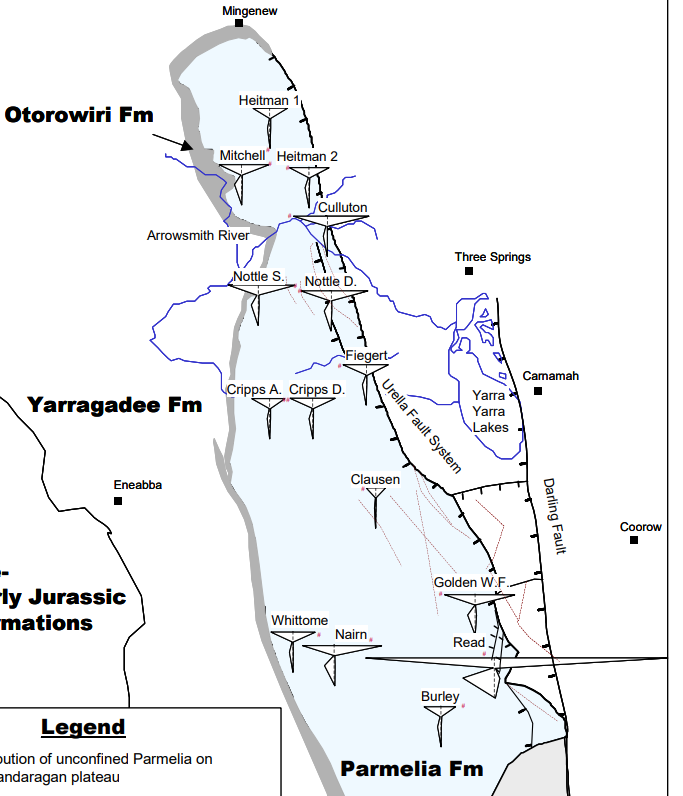 Mingenew
Otorowiri Fm
Heitman 1
Mitchell
Heitman 2
Culluton
Arrowsmith River
Three Springs
Nottle S.
Nottle D.
Fiegert
Carnamah
Cripps A.
Cripps D.
Yarragadee Fm
Urella Fault System
Yarra
Yarra
Lakes
Clausen
Eneabba
Darling Fault
Coorow
rly Jurassic
rmations
Golden W.F.
Whittome
Nairn
Read
Burley
Legend
bution of unconfined Parmelia on
andaragan plateau
Parmelia Fm